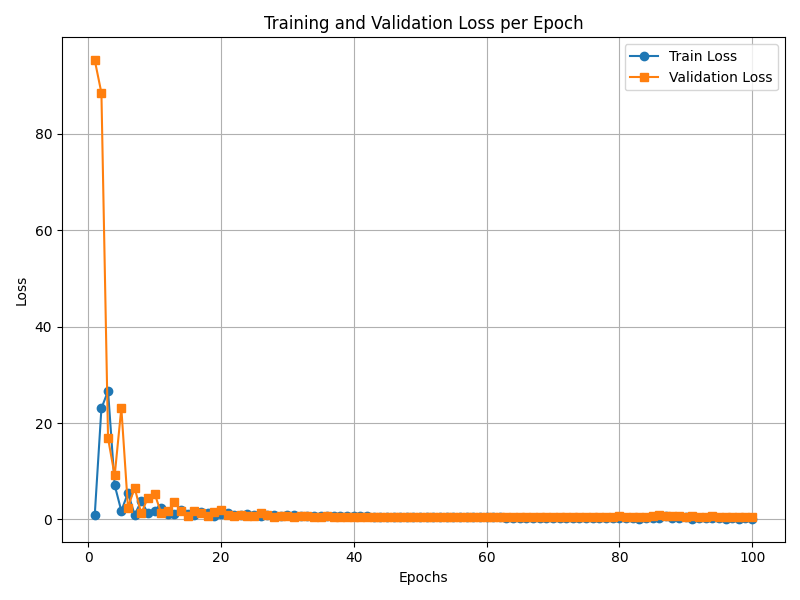 Training and Validation Loss per Epoch
Train Loss
Validation Loss
Loss
80
60
40
20
0
0 20 40 60 80 100
Epochs